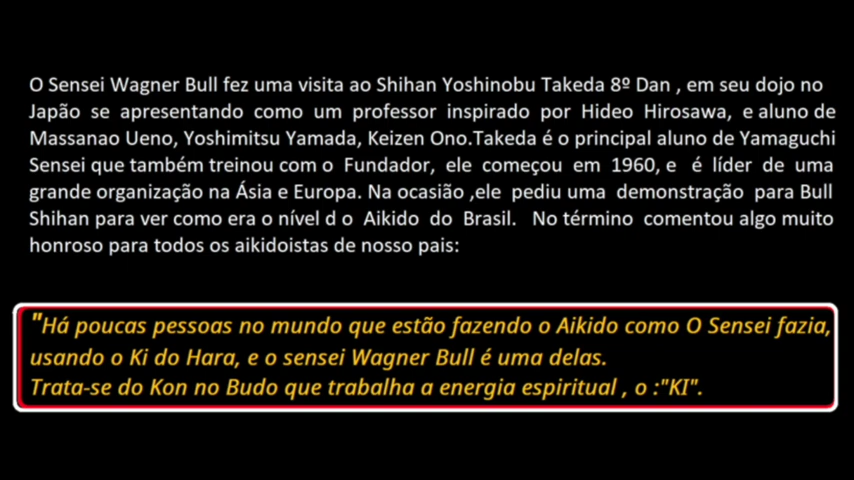 O Sensei Wagner Bull fez uma visita ao Shihan Yoshinobu Takeda 8º Dan , em seu dojo no
Japão se apresentando como um professor inspirado por Hideo Hirosawa, e aluno de
Massanao Ueno, Yoshimitsu Yamada, Keizen Ono.Takeda é o principal aluno de Yamaguchi
Sensei que também treinou com o Fundador, ele começou em 1960, e é líder de uma
grande organização na Ásia e Europa. Na ocasião ,ele pediu uma demonstração para Bull
Shihan para ver como era o nível d o Aikido do Brasil. No término comentou algo muito
honroso para todos os aikidoistas de nosso pais:
"Há poucas pessoas no mundo que estão fazendo o Aikido como O Sensei fazia,
usando o Ki do Hara, e o sensei Wagner Bull é uma delas.
Trata-se do Kon no Budo que trabalha a energia espiritual , o :"KI".